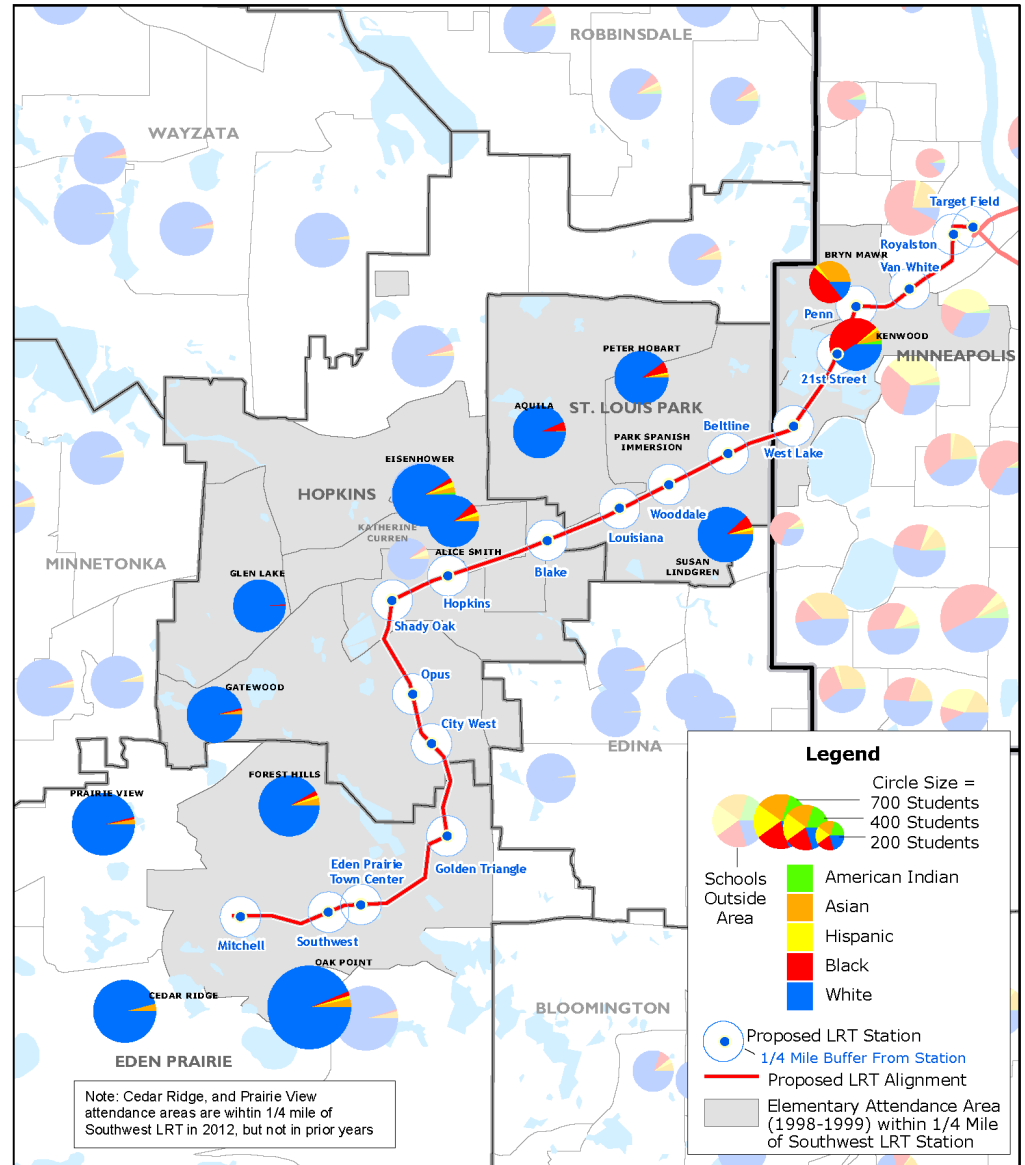 ROBBINSDALE
WAYZATA
Target Field
Royalston
BRYN MAWR
Van White
Penn
KENWOOD
MINNEAPOLIS
PETER HOBART
21st Street
AQUILA
ST. LOUIS PARK
Beltline
PARK SPANISH
IMMERSION
West Lake
EISENHOWER
HOPKINS
Wooddale
KATHERINE
CURREN
Louisiana
ALICE SMITH
MINNETONKA
Blake
SUSAN
LINDGREN
GLEN LAKE
Hopkins
Shady Oak
Opus
GATEWOOD
City West
EDINA
FOREST HILLS
PRAIRIE VIEW
Eden Prairie
Town Center
Golden Triangle
Mitchell
Southwest
OAK POINT
CEDAR RIDGE
BLOOMINGTON
EDEN PRAIRIE
Note: Cedar Ridge, and Prairie View
attendance areas are wihtin 1/4 mile of
Southwest LRT in 2012, but not in prior years
Legend
Circle Size =
700 Students
400 Students
200 Students
Schools
Outside
Area
American Indian
Asian
Hispanic
Black
White
Proposed LRT Station
1/4 Mile Buffer From Station
Proposed LRT Alignment
Elementary Attendance Area
(1998-1999) within 1/4 Mile
of Southwest LRT Station